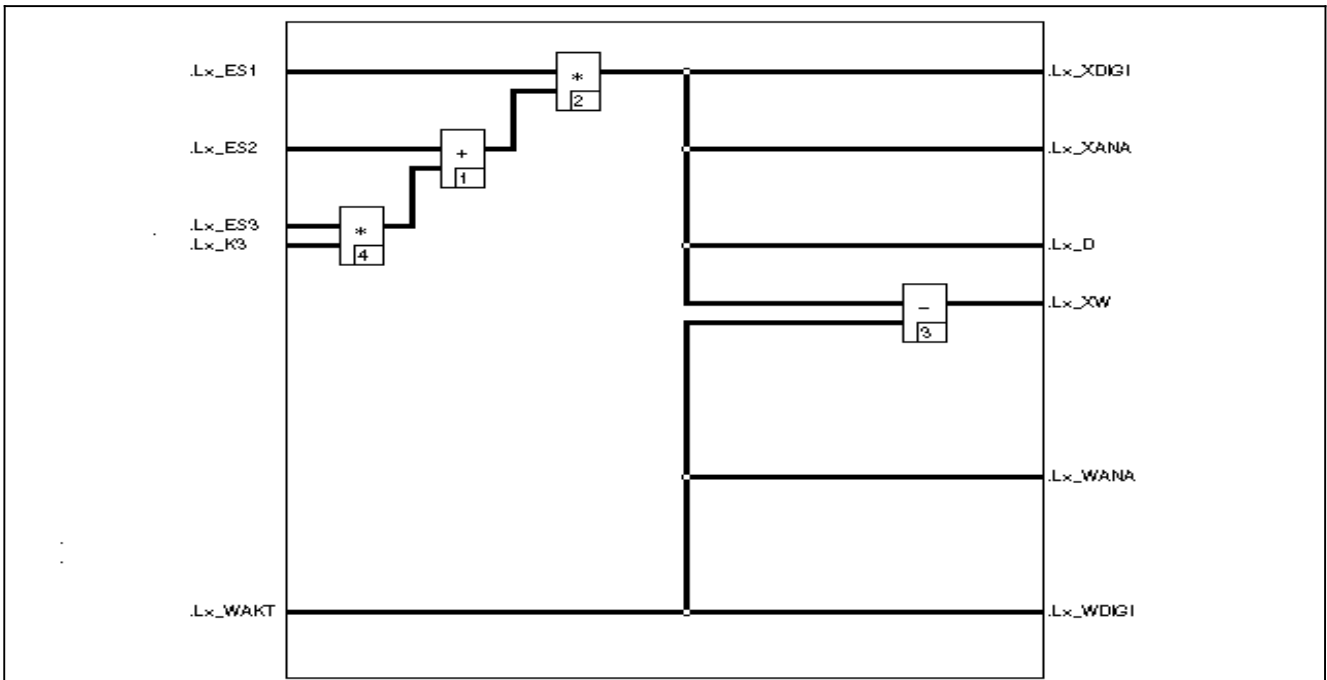 .Lx_ES1
*
2
.Lx_XDIGI
.Lx_ES2
+
1
.Lx_XANA
.Lx_ES3
.Lx_K3
*
4
.Lx_D
−
3
.Lx_XW
.Lx_WANA
.Lx_WAKT
.Lx_WDIGI